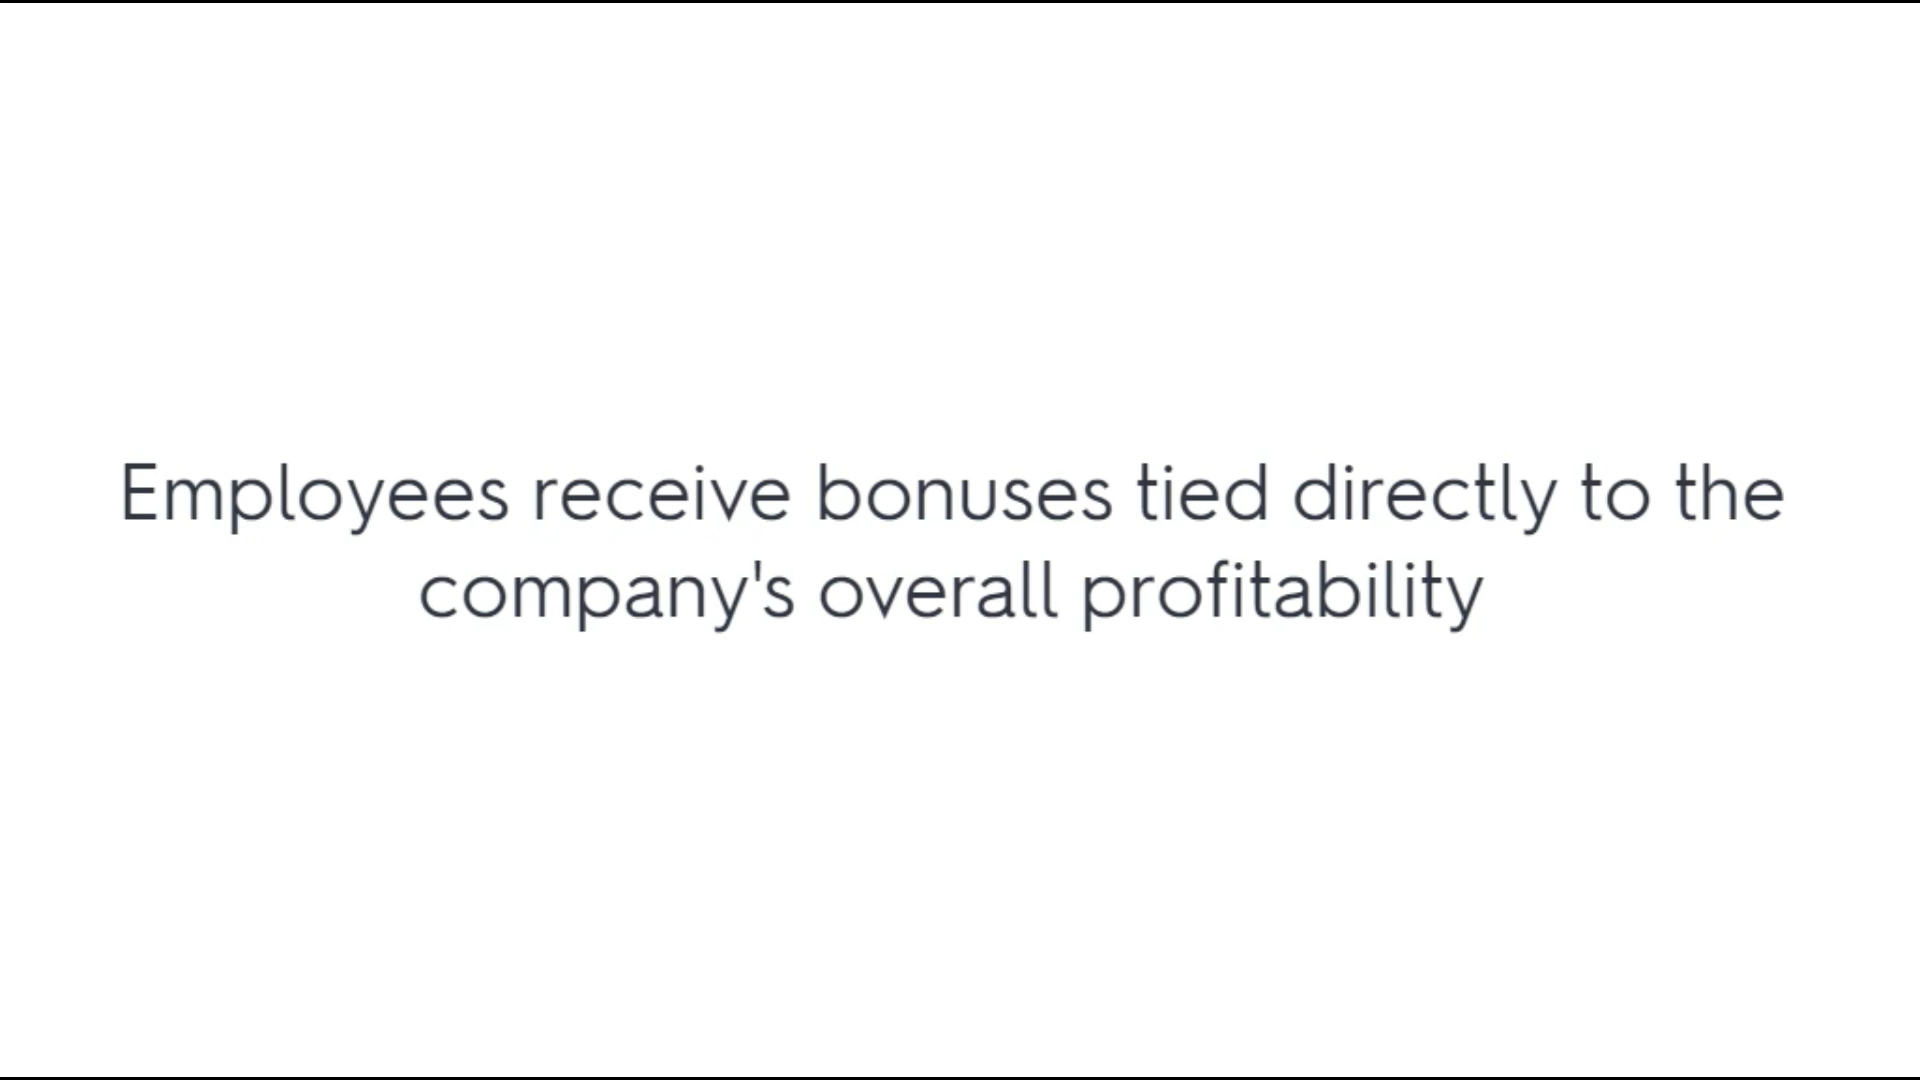 Employees receive bonuses tied directly to the
company's overall profitability